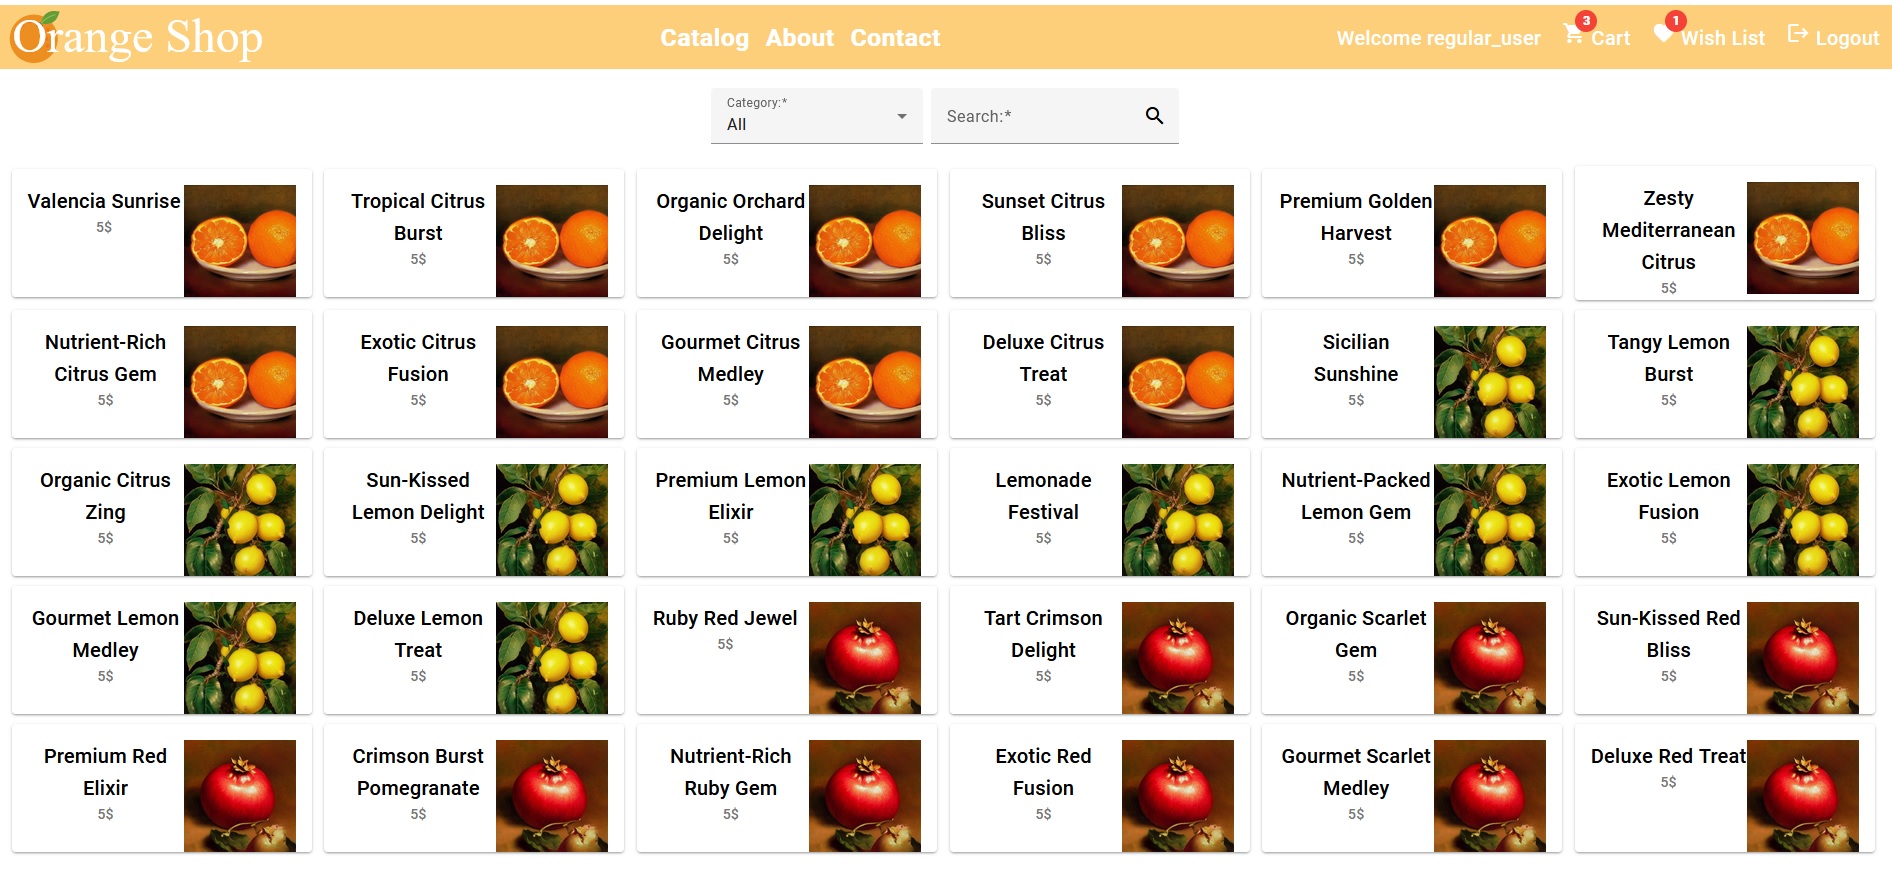 Orange Shop
Catalog About Contact
Welcome regular_user 3 Cart 1 Wish List Logout
Category:*
All
Search:*
Valencia Sunrise
5$
Tropical Citrus
Burst
5$
Organic Orchard
Delight
5$
Sunset Citrus
Bliss
5$
Premium Golden
Harvest
5$
Zesty
Mediterranean
Citrus
5$
Nutrient-Rich
Citrus Gem
5$
Exotic Citrus
Fusion
5$
Gourmet Citrus
Medley
5$
Deluxe Citrus
Treat
5$
Sicilian
Sunshine
5$
Tangy Lemon
Burst
5$
Organic Citrus
Zing
5$
Sun-Kissed
Lemon Delight
5$
Premium Lemon
Elixir
5$
Lemonade
Festival
5$
Nutrient-Packed
Lemon Gem
5$
Exotic Lemon
Fusion
5$
Gourmet Lemon
Medley
5$
Deluxe Lemon
Treat
5$
Ruby Red Jewel
5$
Tart Crimson
Delight
5$
Organic Scarlet
Gem
5$
Sun-Kissed Red
Bliss
5$
Premium Red
Elixir
5$
Crimson Burst
Pomegranate
5$
Nutrient-Rich
Ruby Gem
5$
Exotic Red
Fusion
5$
Gourmet Scarlet
Medley
5$
Deluxe Red Treat
5$